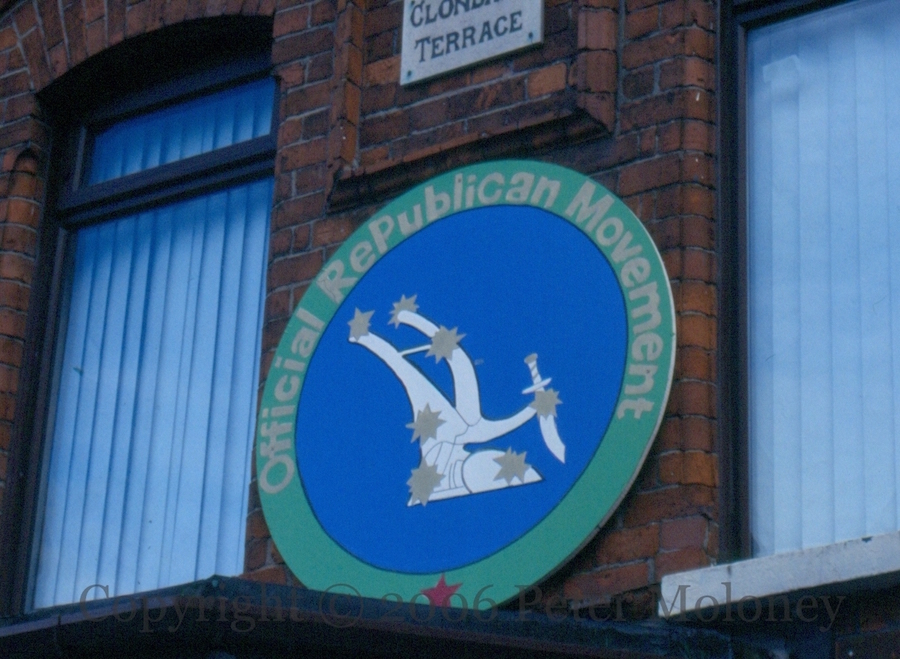 TERRACE
Official RePublican Movement
Copyright © 2006 Peter Moloney